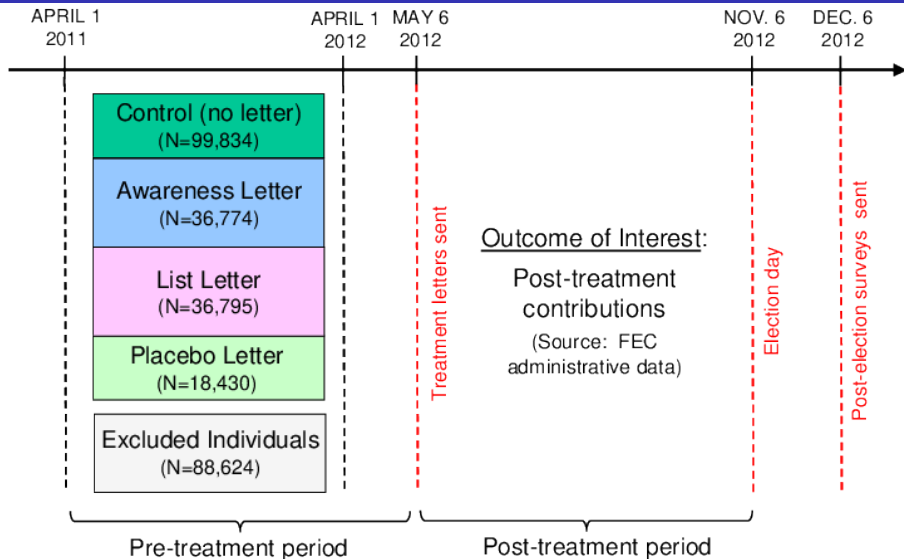 APRIL 1
2011
APRIL 1
2012
MAY 6
2012
NOV. 6
2012
DEC. 6
2012
Control (no letter)
(N=99,834)
Awareness Letter
(N=36,774)
List Letter
(N=36,795)
Placebo Letter
(N=18,430)
Excluded Individuals
(N=88,624)
Treatment letters sent
Outcome of Interest:
Post-treatment
contributions
(Source: FEC
administrative data)
Election day
Post-election surveys sent
Pre-treatment period
Post-treatment period